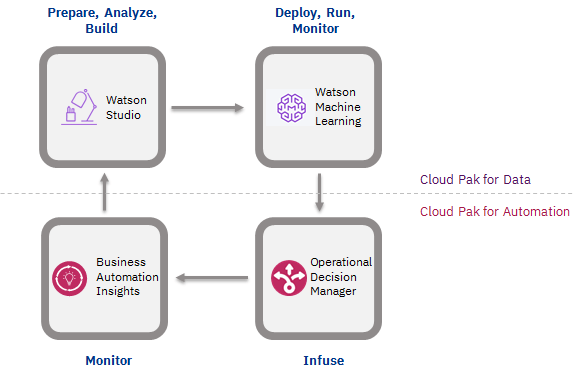 Prepare, Analyze,
Build
Deploy, Run,
Monitor
Watson
Studio
Watson
Machine
Learning
Cloud Pak for Data
Cloud Pak for Automation
Business
Automation
Insights
Operational
Decision
Manager
Monitor
Infuse